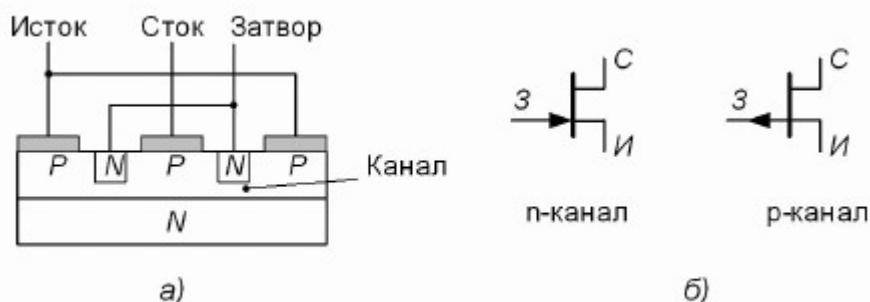 Исток Сток Затвор
P N P N P
Канал
N
а)
С
З
И
n-канал
С
З
И
p-канал
б)